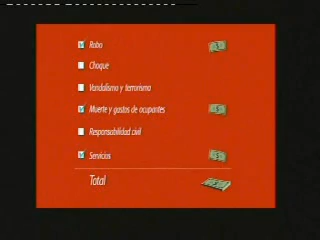 Robo
Choque
Vandalismo y terrorismo
Muerte y gastos de ocupantes
Responsabilidad civil
Servicios
Total